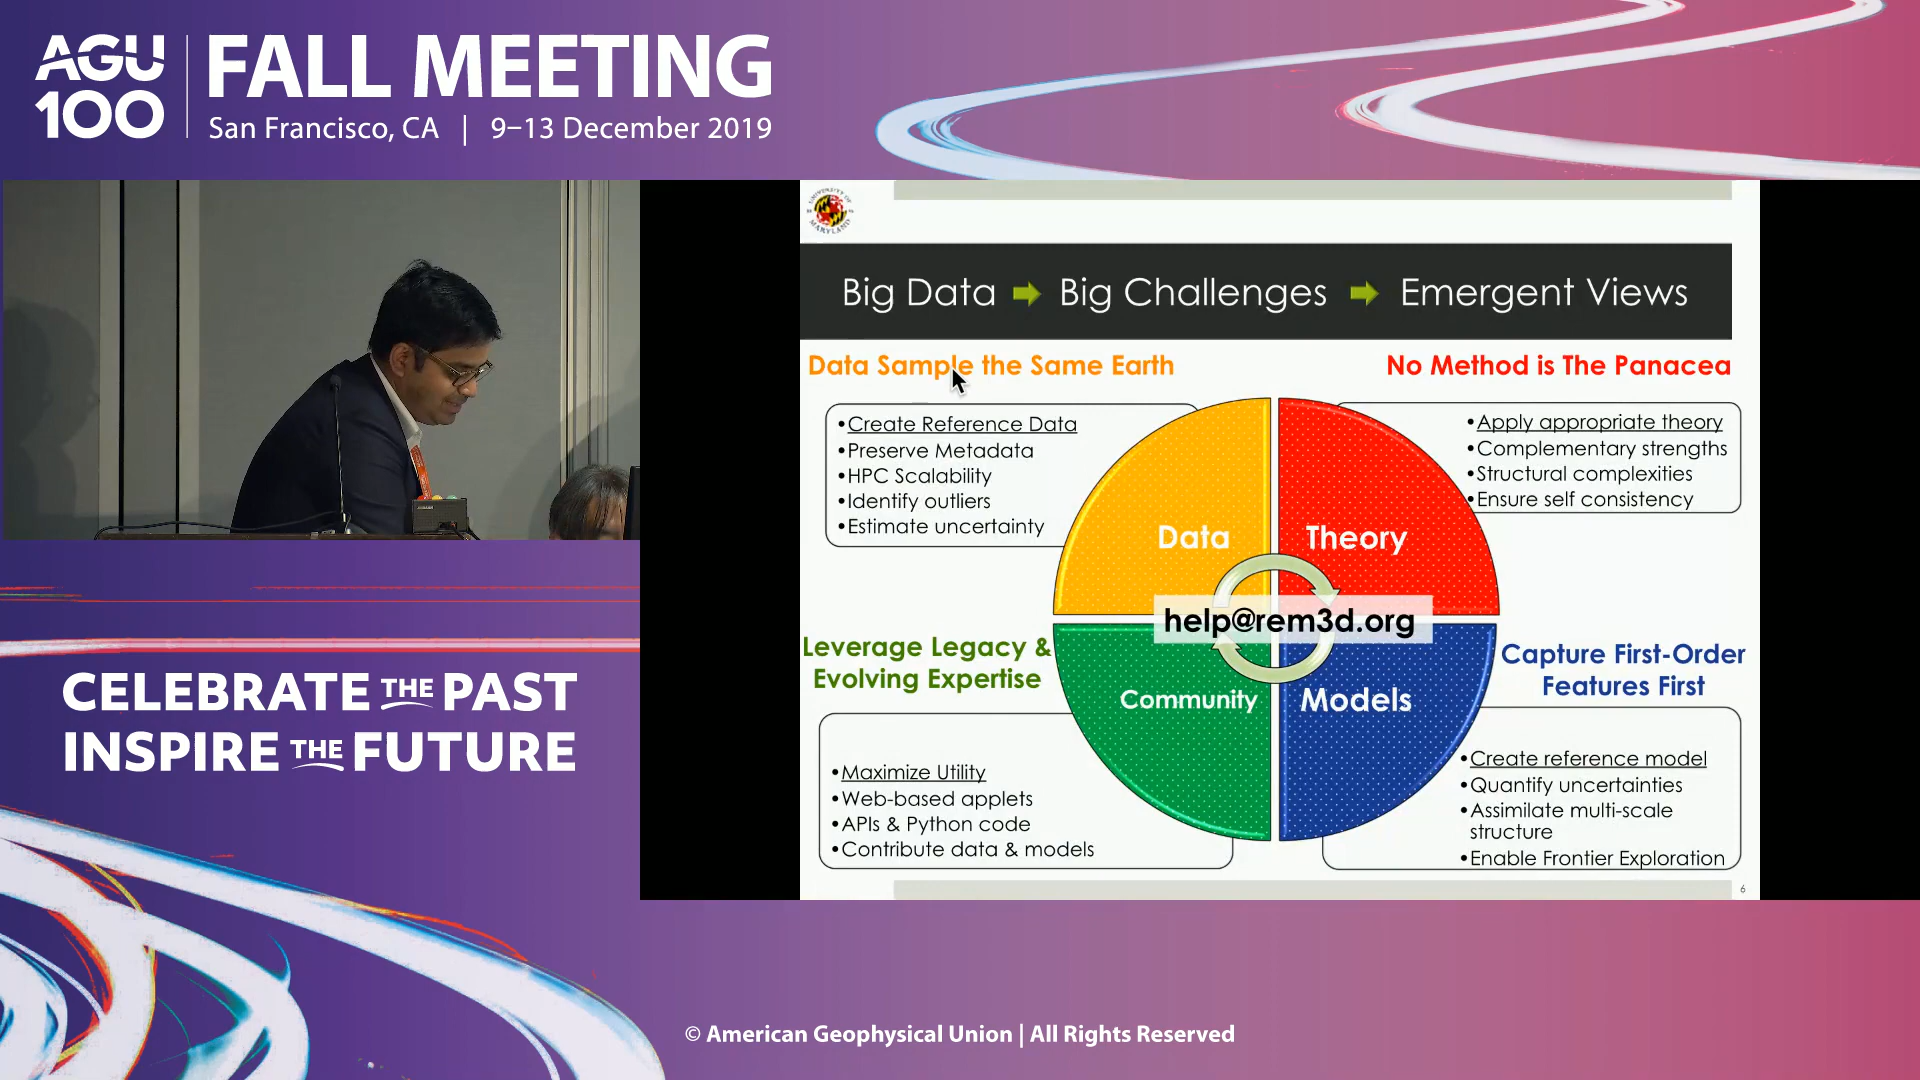 AGU
100
FALL MEETING
San Francisco, CA | 9–13 December 2019
UNIVERSITY OF
MARYLAND
Big Data Big Challenges Emergent Views
Data Sample the Same Earth
No Method is The Panacea
•Create Reference Data
•Preserve Metadata
•HPC Scalability
•Identify outliers
•Estimate uncertainty
•Apply appropriate theory
•Complementary strengths
•Structural complexities
•Ensure self consistency
Data
Theory
help@rem3d.org
Leverage Legacy &
Evolving Expertise
Capture First-Order
Features First
Community
Models
•Maximize Utility
•Web-based applets
•APIs & Python code
•Contribute data & models
•Create reference model
•Quantify uncertainties
•Assimilate multi-scale
structure
•Enable Frontier Exploration
6
CELEBRATE THE PAST
INSPIRE THE FUTURE
© American Geophysical Union | All Rights Reserved